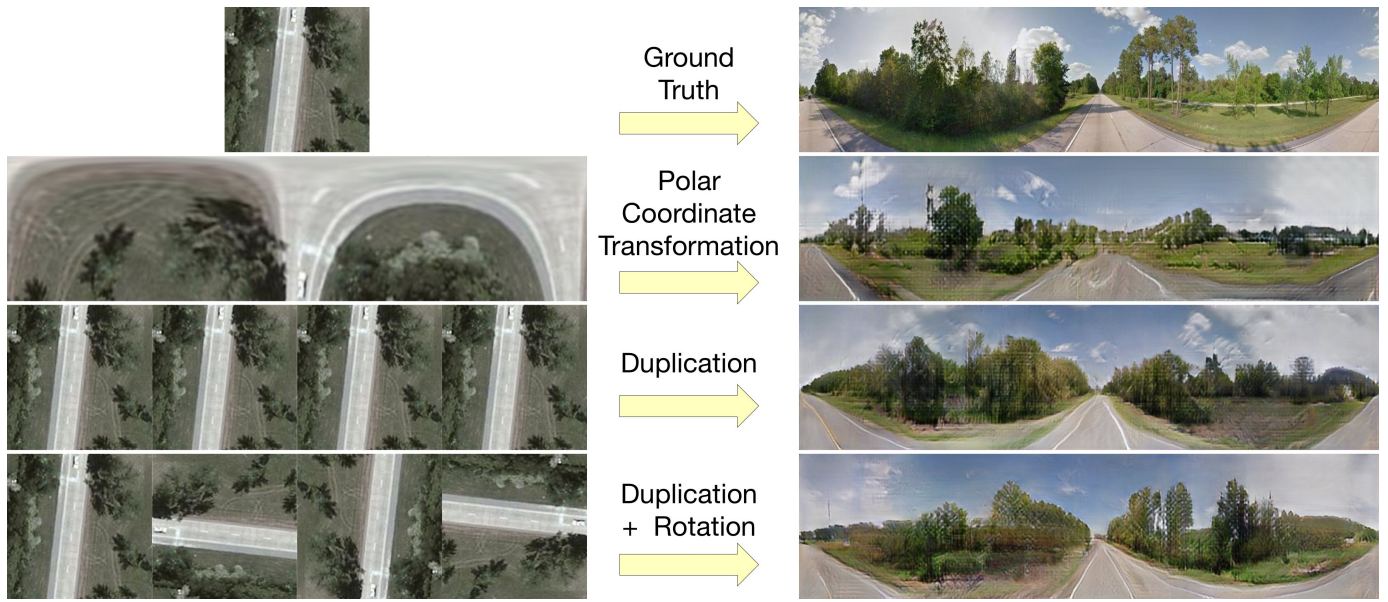 Ground
Truth
Polar
Coordinate
Transformation
Duplication
Duplication
+ Rotation